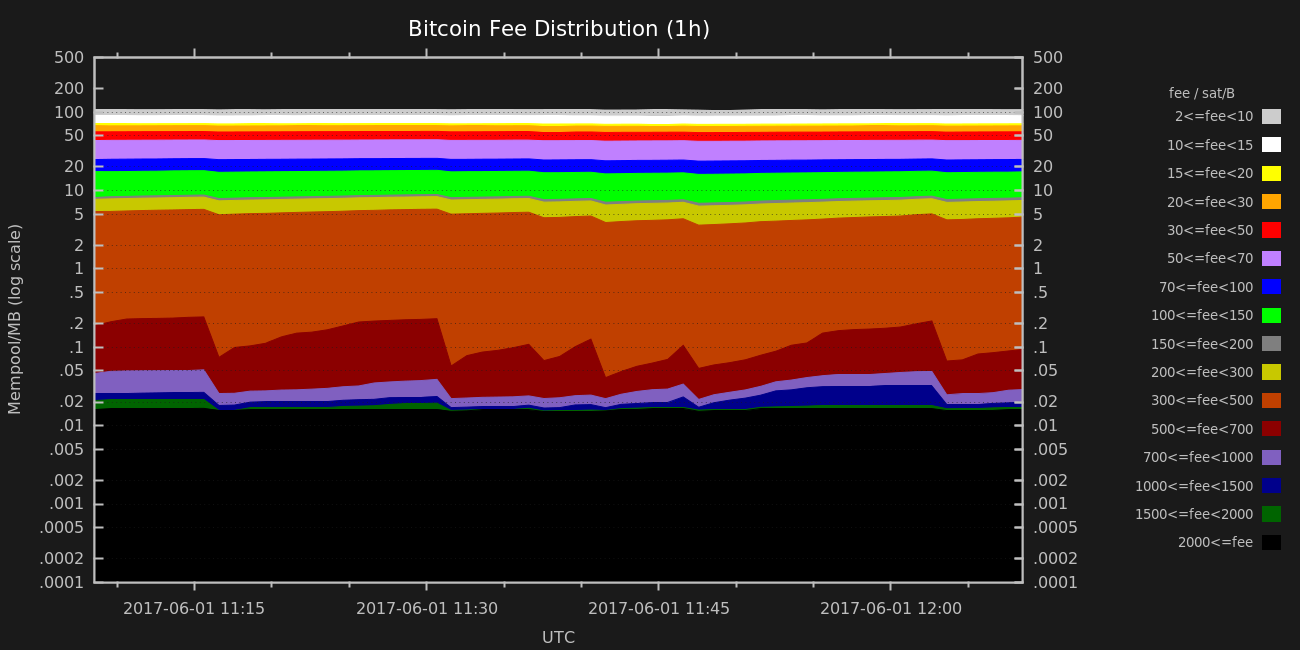 Bitcoin Fee Distribution (1h)
500
200
100
50
20
10
5
2
1
.5
.2
.1
.05
.02
.01
.005
.002
.001
.0005
.0002
.0001
Mempool/MB (log scale)
500
200
100
50
20
10
5
2
1
.5
.2
.1
.05
.02
.01
.005
.002
.001
.0005
.0002
.0001
2017-06-01 11:15
2017-06-01 11:30
2017-06-01 11:45
2017-06-01 12:00
UTC
fee / sat/B
2<=fee<10
10<=fee<15
15<=fee<20
20<=fee<30
30<=fee<50
50<=fee<70
70<=fee<100
100<=fee<150
150<=fee<200
200<=fee<300
300<=fee<500
500<=fee<700
700<=fee<1000
1000<=fee<1500
1500<=fee<2000
2000<=fee